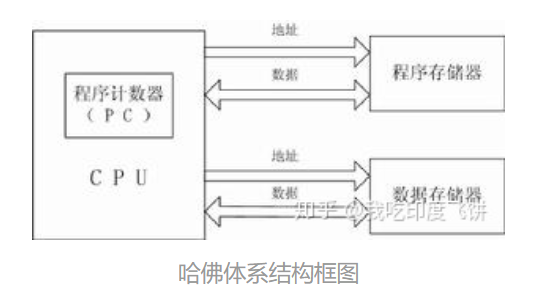 地址
程序存储器
数据
程序计数器
（PC）
CPU
地址
数据
数据存储器
知乎 @我吃印度飞饼
哈佛体系结构框图